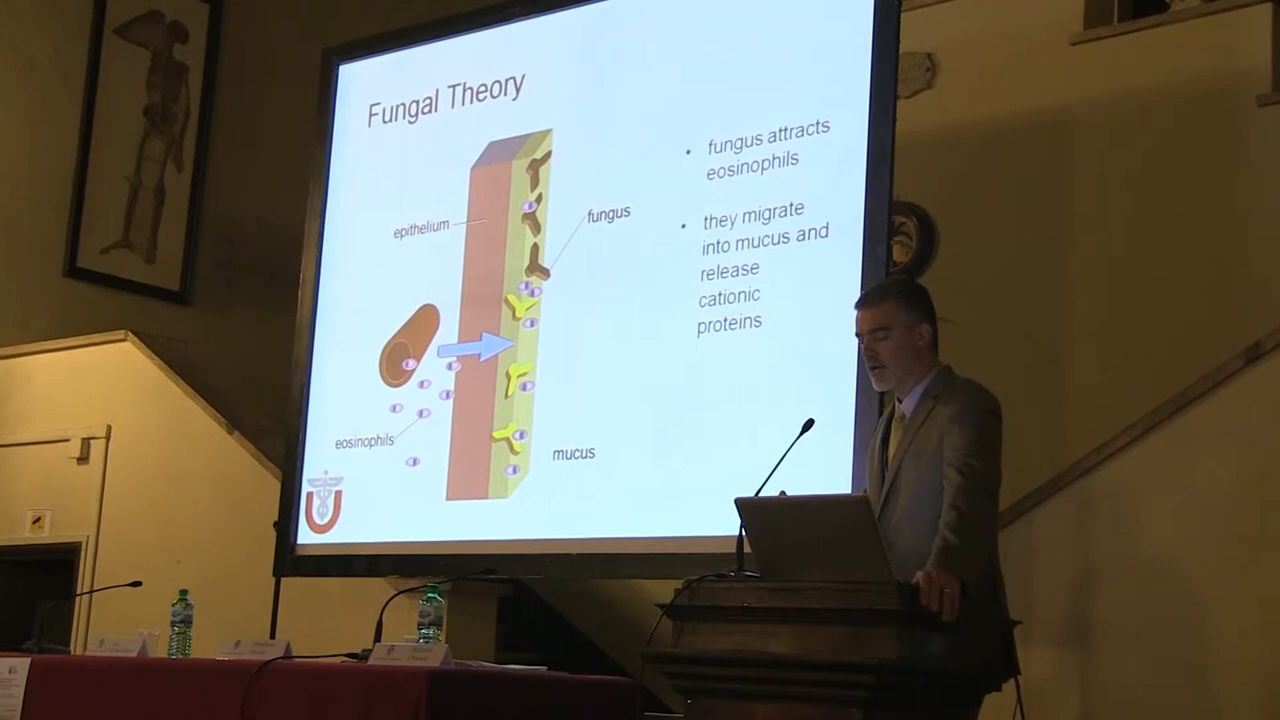 Fungal Theory
epithelium
fungus
eosinophils
mucus
• fungus attracts
eosinophils
• they migrate
into mucus and
release
cationic
proteins
U